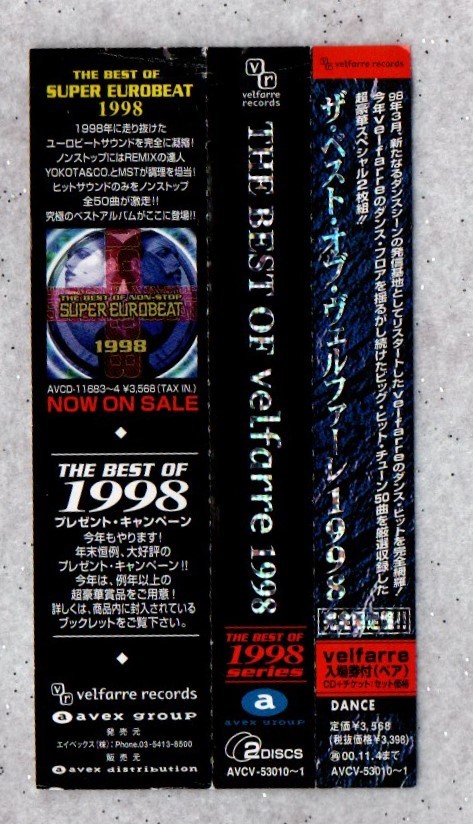 THE BEST OF
SUPER EUROBEAT
1998
1998年に走り抜けた
ユーロビートサウンドを完全に凝縮!
ノンストップにはREMIXの達人
YOKOTA&CO.とMSTが調理を担当!
ヒットサウンドのみをノンストップ
全50曲が激走!!
究極のベストアルバムがここに登場!!
THE BEST OF NON-STOP
SUPER EUROBEAT
1998
AVCD-11683~4 ¥3,568(TAX IN.)
NOW ON SALE
THE BEST OF
1998
プレゼント・キャンペーン
今年もやります!
年末恒例、大好評の
プレゼント・キャンペーン!!
今年は、例年以上の
超豪華賞品をご用意!
詳しくは、商品内に封入されている
ブックレットをご覧下さい。
vr velfarre records
a avex group
発売元
エイベックス(株):Phone.03-5413-8500
販売元
a avex distribution
vr
velfarre
records
THE BEST OF velfarre 1998
THE BEST OF
1998
series
a
avex group
2DISCS
AVCV-53010~1
vr velfarre records
98年3月、新たなるダンスシーンの発信基地としてリスタートしたvelfarreのダンス・ヒットを完全網羅!
今年velfarreのダンス・フロアを揺るがし続けたビッグ・ヒット・チューン50曲を厳選収録した
超豪華スペシャル2枚組!!
ザ・ベスト・オブ・ヴェルファーレ1998
velfarre
入場券付(ペア)
CD+チケット:セット価格
DANCE
定価¥3,568
(税抜価格¥3,398)
再00.11.4まで
AVCV-53010~1